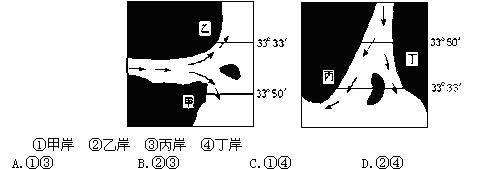 乙
33°33′
甲
33°50′
丁
33°50′
丙
33°33′
①甲岸 ②乙岸 ③丙岸 ④丁岸
A.①③ B.②③ C.①④ D.②④